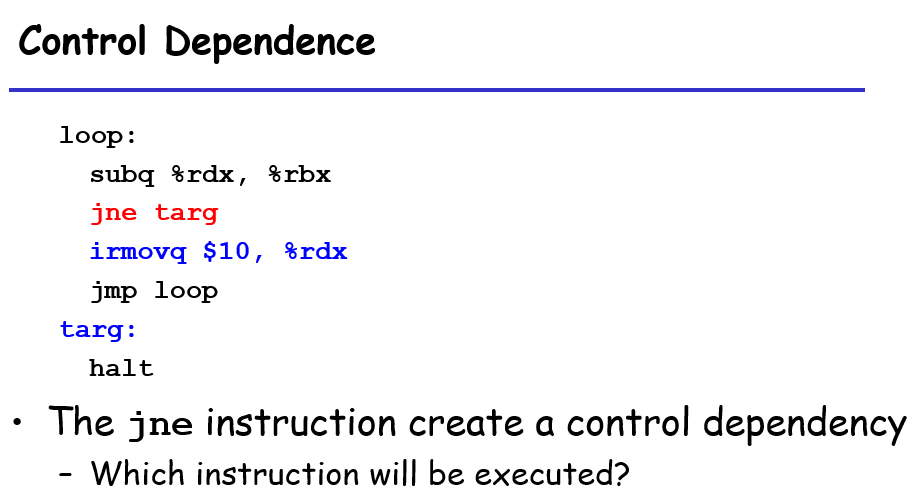 Control Dependence
loop:
subq %rdx, %rbx
jne targ
irmovq $10, %rdx
jmp loop
targ:
halt
• The jne instruction create a control dependency
– Which instruction will be executed?